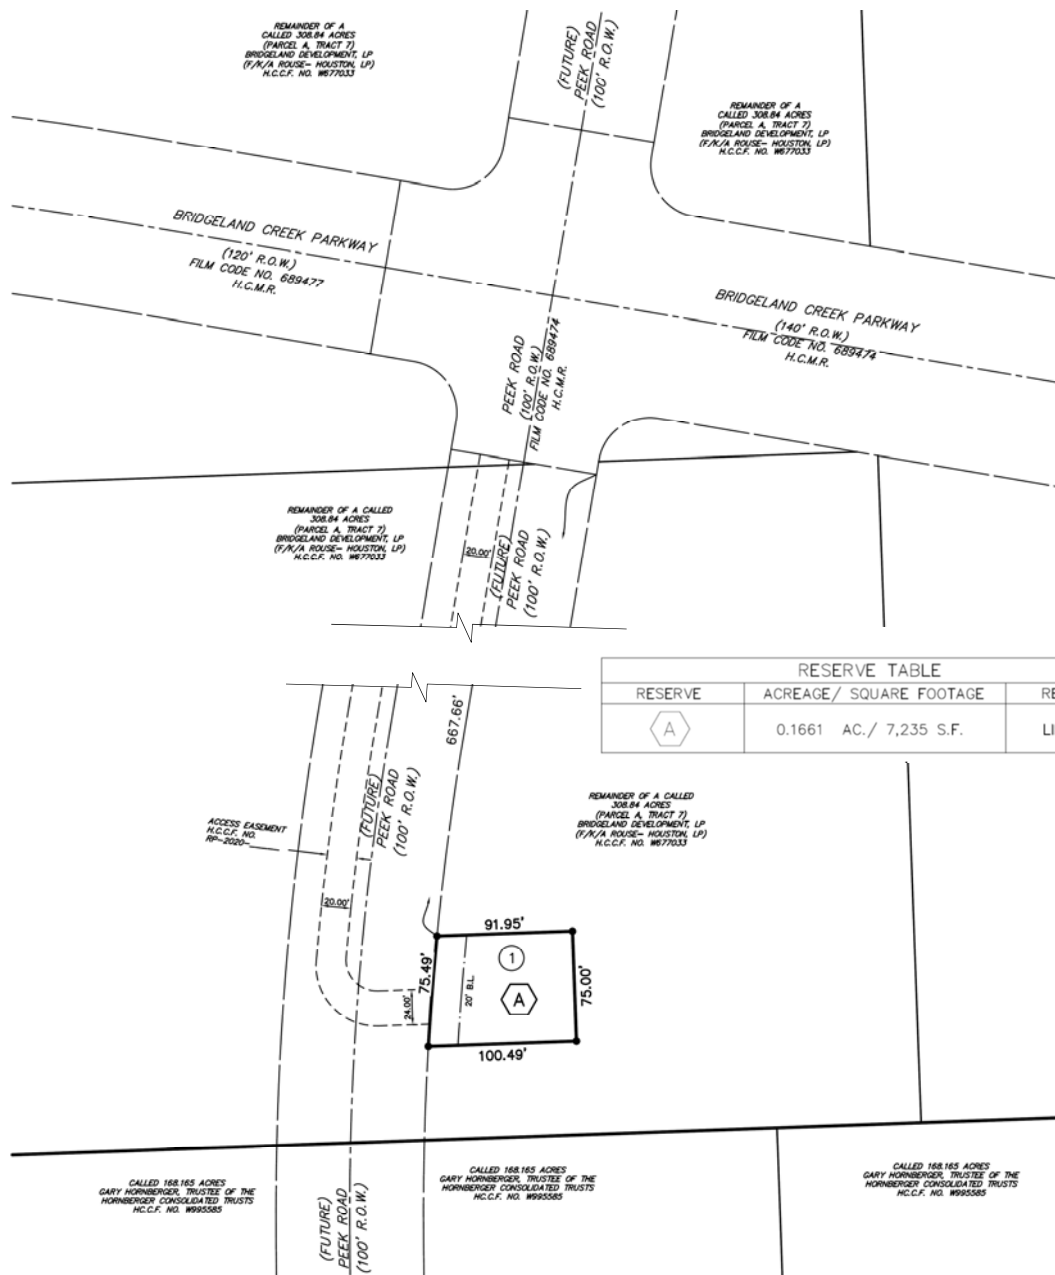 REMAINDER OF A
CALLED 308.84 ACRES
(PARCEL A, TRACT 7)
BRIDGELAND DEVELOPMENT, LP
(F/K/A ROUSE- HOUSTON, LP)
H.C.C.F. NO. W677033
(FUTURE)
PEEK ROAD
(100' R.O.W.)
REMAINDER OF A
CALLED 308.84 ACRES
(PARCEL A, TRACT 7)
BRIDGELAND DEVELOPMENT, LP
(F/K/A ROUSE- HOUSTON, LP)
H.C.C.F. NO. W677033
BRIDGELAND CREEK PARKWAY
(120' R.O.W.)
FILM CODE NO. 689477
H.C.M.R.
BRIDGELAND CREEK PARKWAY
(140' R.O.W.)
FILM CODE NO. 689474
H.C.M.R.
PEEK ROAD
(100' R.O.W.)
FILM CODE NO. 689474
H.C.M.R.
REMAINDER OF A CALLED
308.84 ACRES
(PARCEL A, TRACT 7)
BRIDGELAND DEVELOPMENT, LP
(F/K/A ROUSE- HOUSTON, LP)
H.C.C.F. NO. W677033
20.00'
(FUTURE)
PEEK ROAD
(100' R.O.W.)
RESERVE TABLE
RESERVE ACREAGE/ SQUARE FOOTAGE RE
A 0.1661 AC./ 7,235 S.F. LI
667.66'
(FUTURE)
PEEK ROAD
(100' R.O.W.)
REMAINDER OF A CALLED
308.84 ACRES
(PARCEL A, TRACT 7)
BRIDGELAND DEVELOPMENT, LP
(F/K/A ROUSE- HOUSTON, LP)
H.C.C.F. NO. W677033
ACCESS EASEMENT
H.C.C.F. NO.
RP-2020-
20.00'
91.95'
1
75.49'
20' B.L.
A
75.00'
24.00'
100.49'
CALLED 168.165 ACRES
GARY HORNBERGER, TRUSTEE OF THE
HORNBERGER CONSOLIDATED TRUSTS
HC.C.F. NO. W995585
CALLED 168.165 ACRES
GARY HORNBERGER, TRUSTEE OF THE
HORNBERGER CONSOLIDATED TRUSTS
HC.C.F. NO. W995585
CALLED 168.165 ACRES
GARY HORNBERGER, TRUSTEE OF THE
HORNBERGER CONSOLIDATED TRUSTS
HC.C.F. NO. W995585
(FUTURE)
PEEK ROAD
(100' R.O.W.)